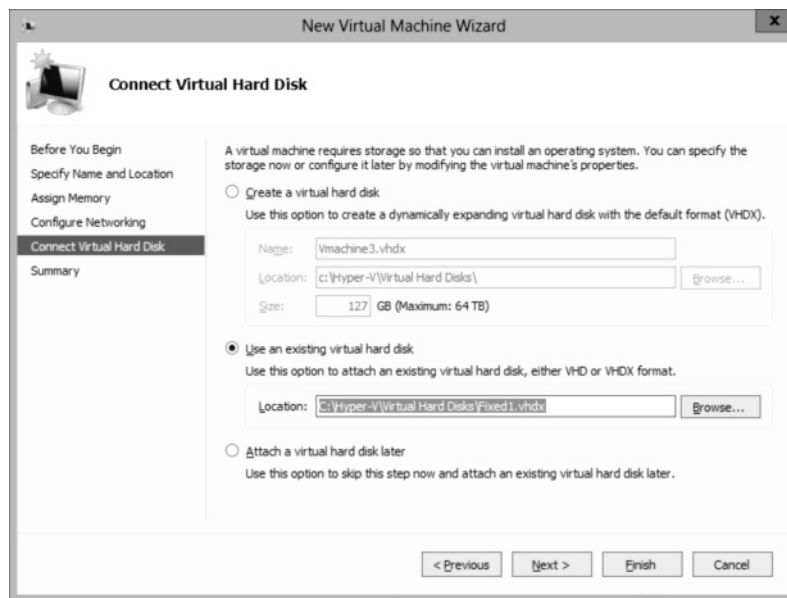 New Virtual Machine Wizard
x
Connect Virtual Hard Disk
Before You Begin
Specify Name and Location
Assign Memory
Configure Networking
Connect Virtual Hard Disk
Summary
A virtual machine requires storage so that you can install an operating system. You can specify the
storage now or configure it later by modifying the virtual machine's properties.
Create a virtual hard disk
Use this option to create a dynamically expanding virtual hard disk with the default format (VHDX).
Name: Vmachine3.vhdx
Location: c:\Hyper-V\Virtual Hard Disks\ Browse...
Size: 127 GB (Maximum: 64 TB)
Use an existing virtual hard disk
Use this option to attach an existing virtual hard disk, either VHD or VHDX format.
Location: C:\Hyper-V\Virtual Hard Disks\Fixed1.vhdx Browse...
Attach a virtual hard disk later
Use this option to skip this step now and attach an existing virtual hard disk later.
< Previous Next > Finish Cancel